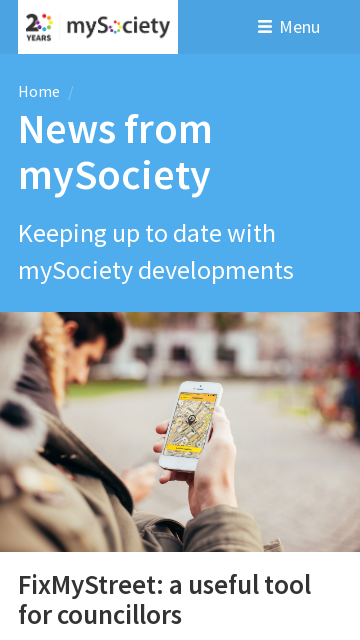 20 YEARS
mySociety
Menu
Home /
News from
mySociety
Keeping up to date with
mySociety developments
FixMyStreet: a useful tool
for councillors